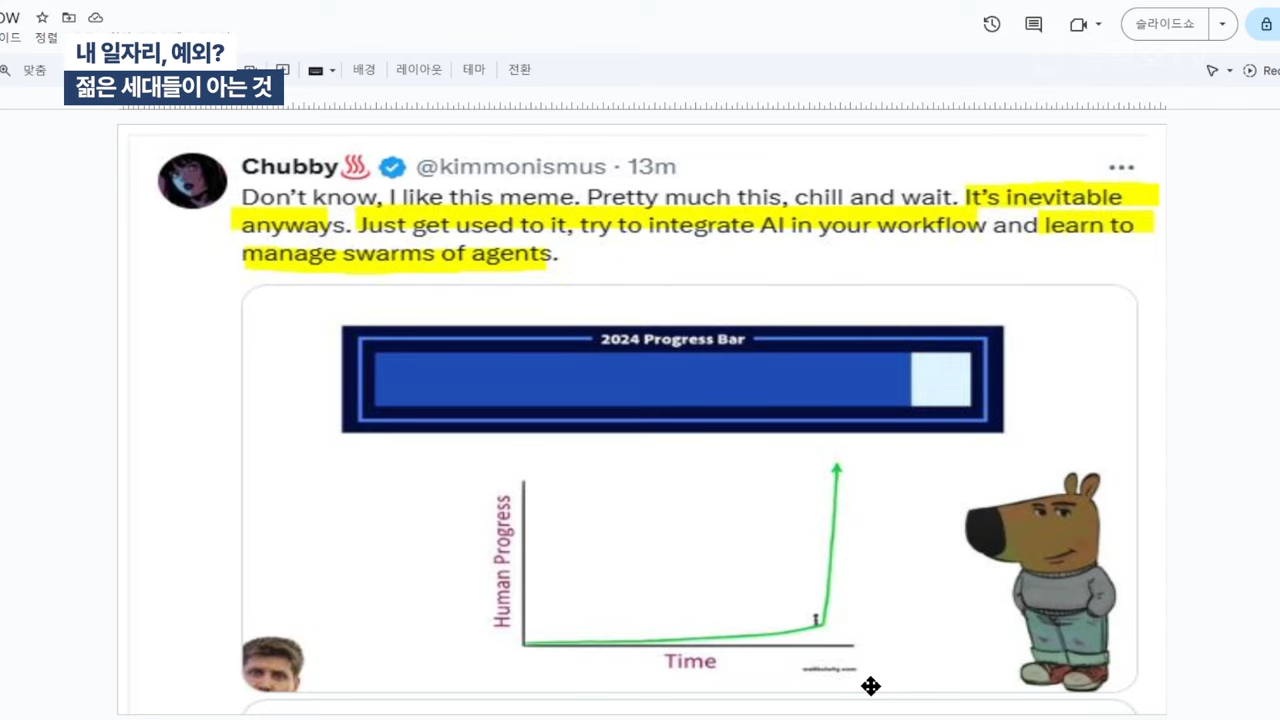 OW
이드 정렬
슬라이드쇼
내 일자리, 예외?
젊은 세대들이 아는 것
맞춤
배경
레이아웃
테마
전환
Rec
Chubby♨️ @kimmonismus · 13m
Don't know, I like this meme. Pretty much this, chill and wait. It's inevitable
anyways. Just get used to it, try to integrate AI in your workflow and learn to
manage swarms of agents.
2024 Progress Bar
Human Progress
Time